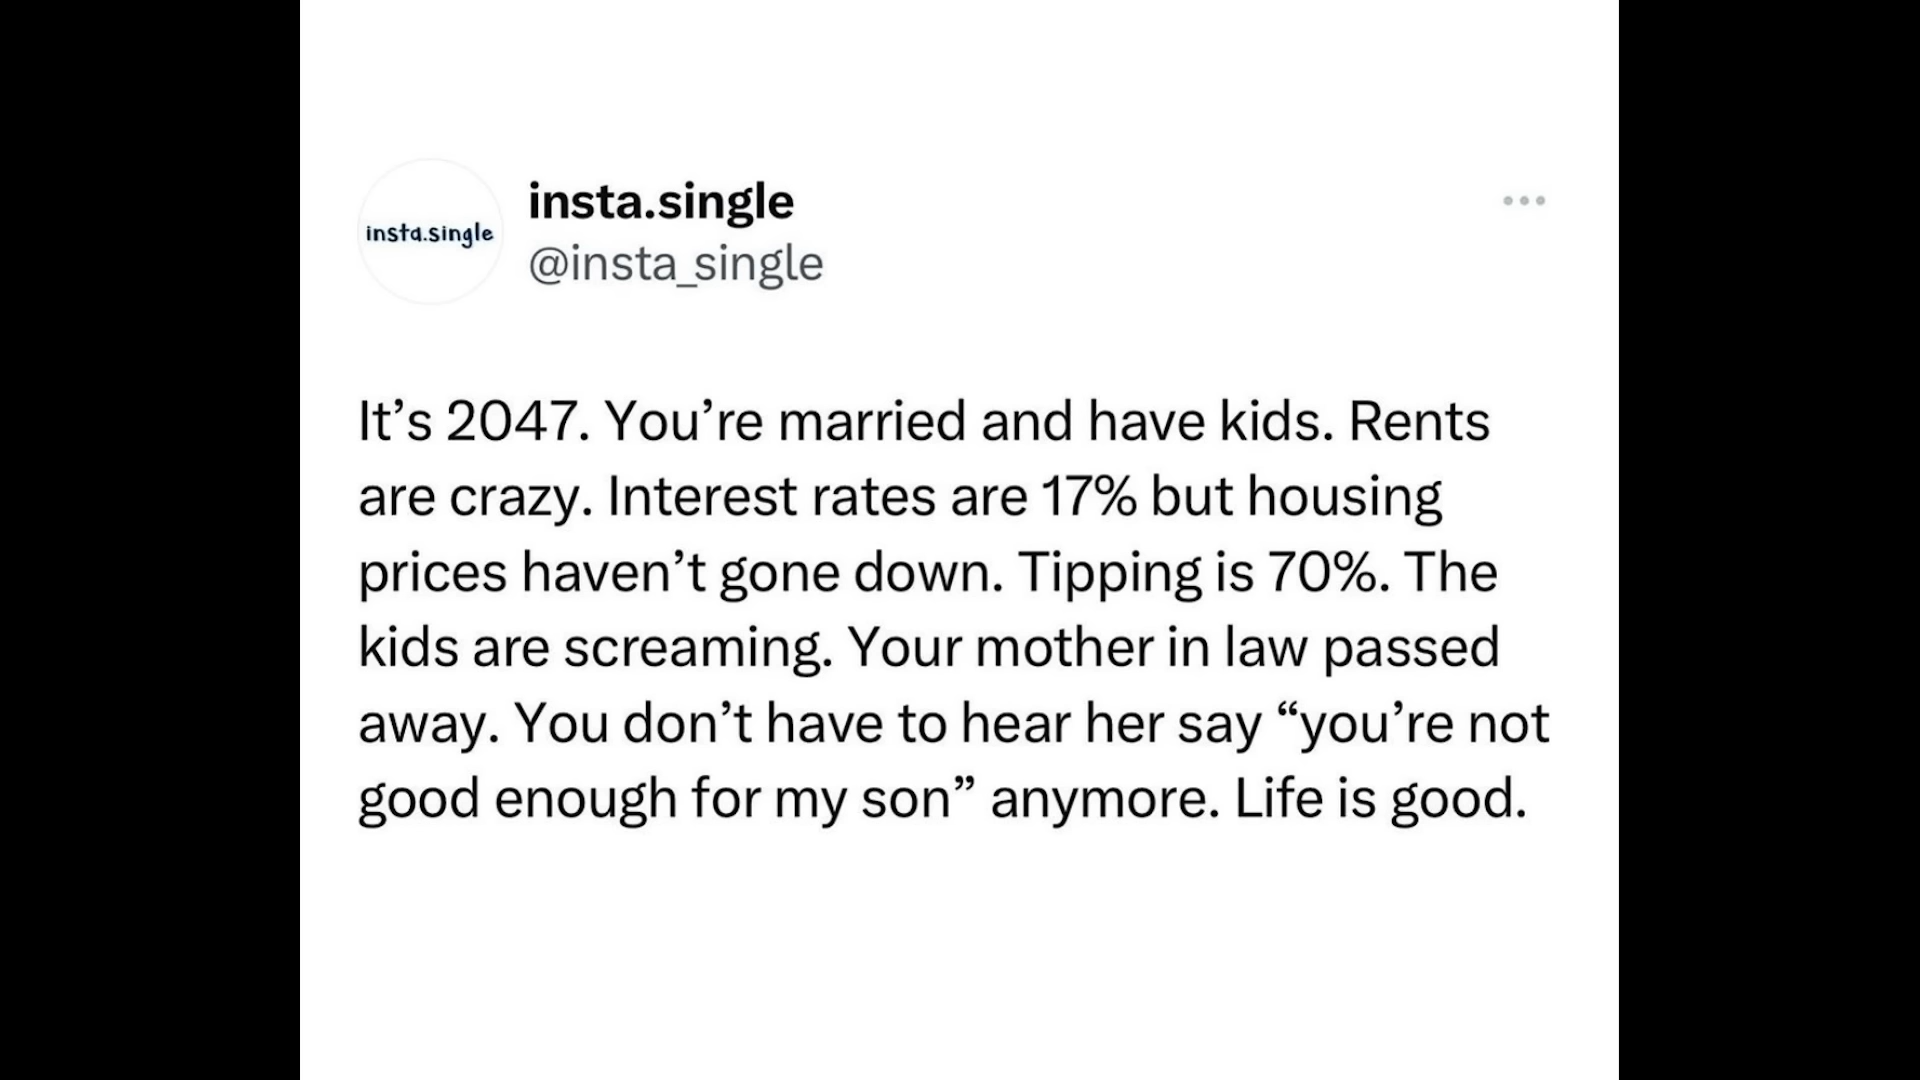 insta.single
insta.single
@insta_single
It’s 2047. You’re married and have kids. Rents
are crazy. Interest rates are 17% but housing
prices haven’t gone down. Tipping is 70%. The
kids are screaming. Your mother in law passed
away. You don’t have to hear her say “you’re not
good enough for my son” anymore. Life is good.